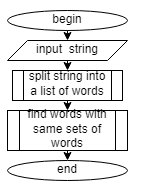 begin
input string
split string into
a list of words
find words with
same sets of
words
end